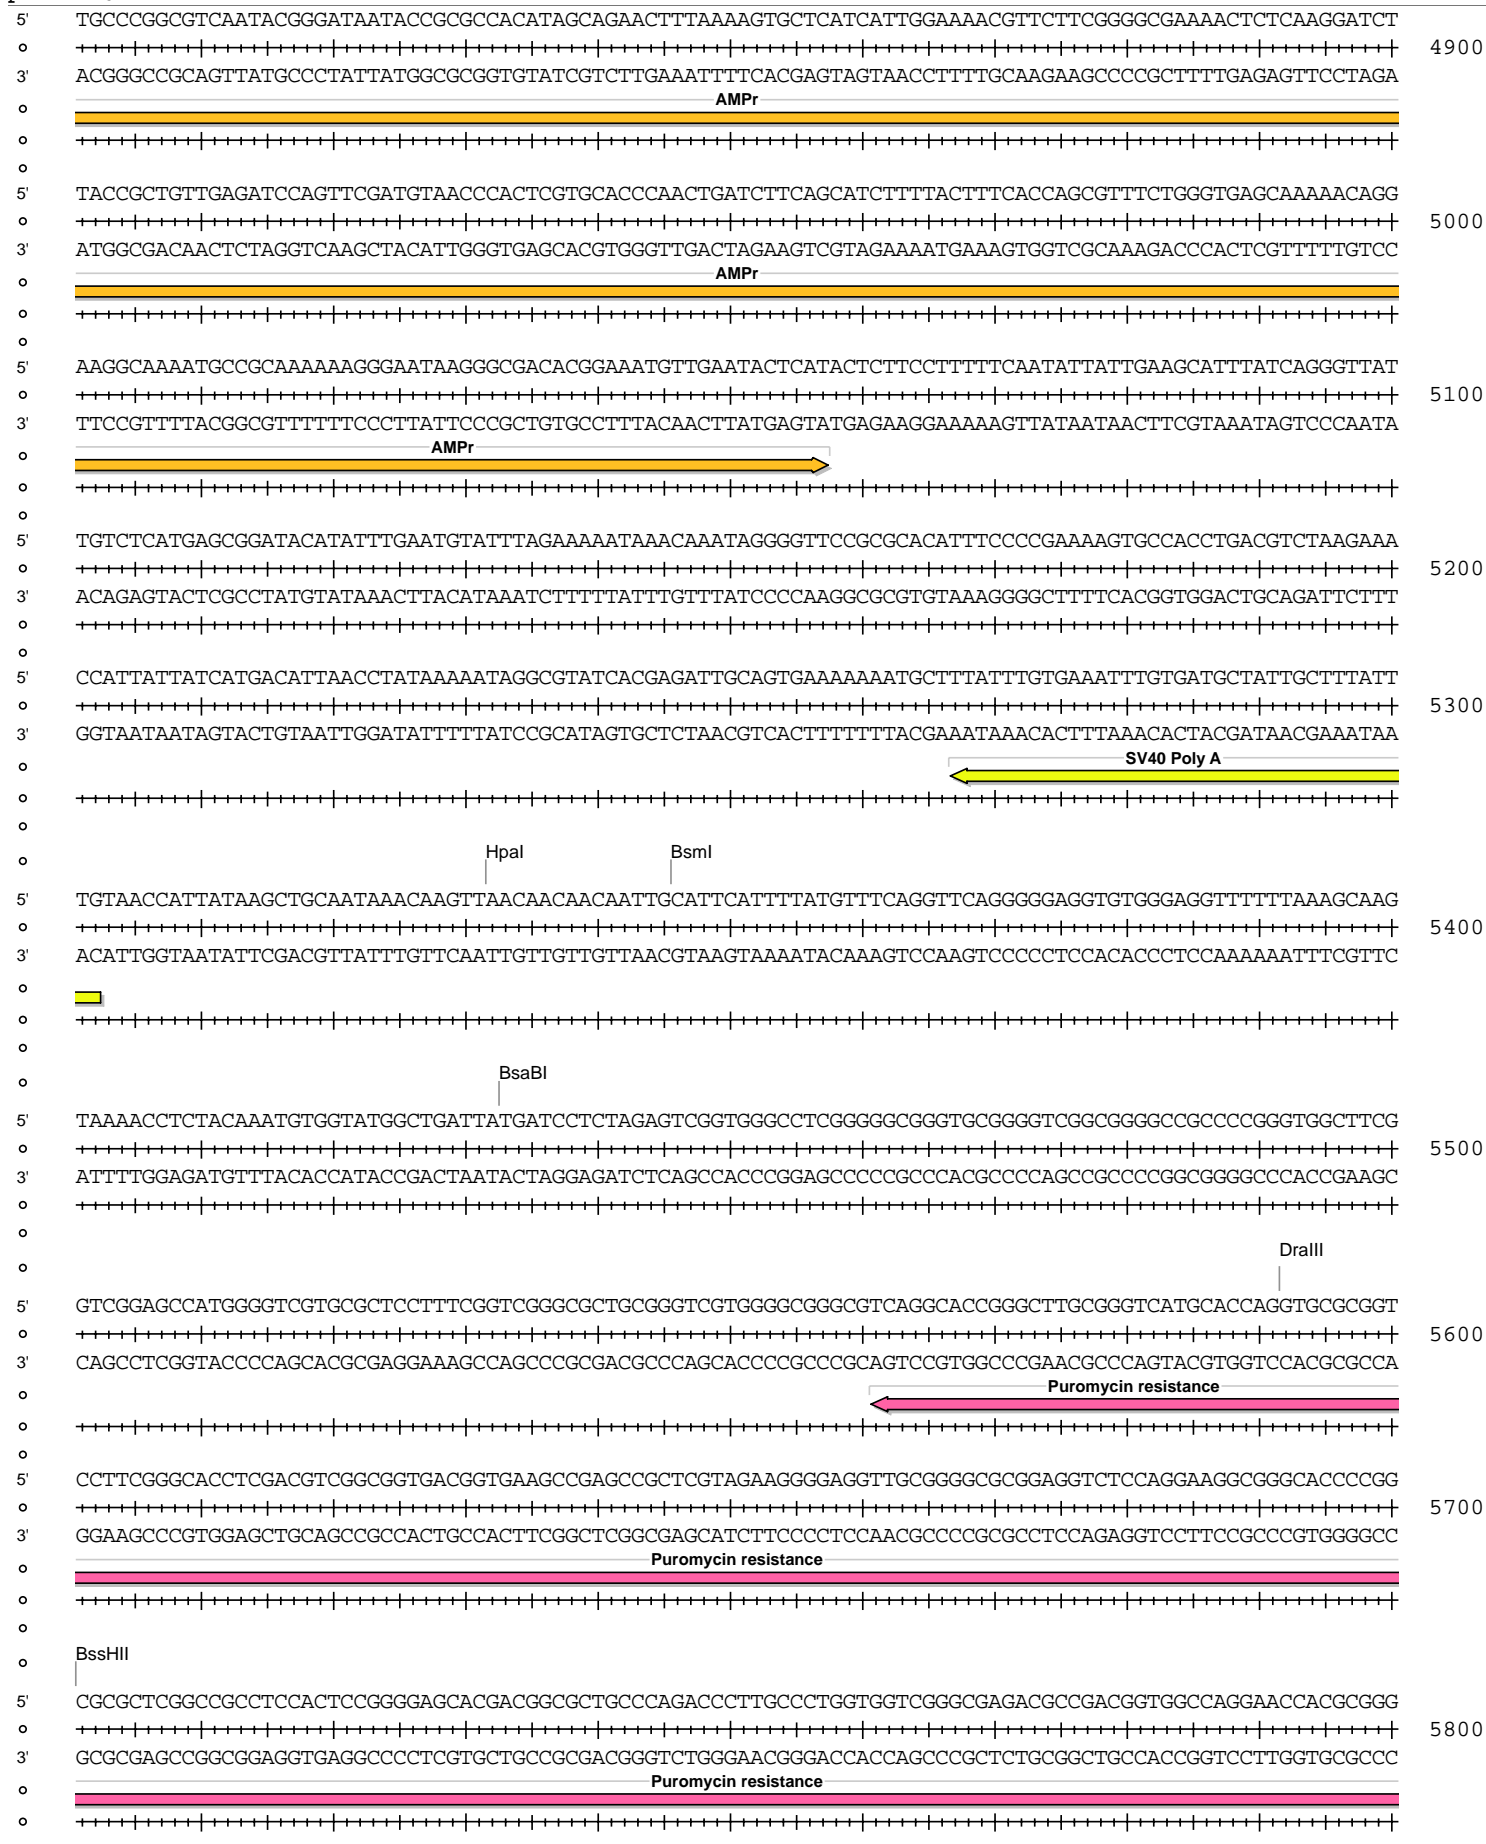 5' TGCCCGGCGTCAATACGGGATAATACCGCGCCACATAGCAGAACTTTAAAAGTGCTCATCATTGGAAAACGTTCTTCGGGGCGAAAACTCTCAAGGATCT
4900
3' ACGGGCCGCAGTTATGCCCTATTATGGCGCGGTGTATCGTCTTGAAATTTTCACGAGTAGTAACCTTTTGCAAGAAGCCCCGCTTTTGAGAGTTCCTAGA
AMPr
5' TACCGCTGTTGAGATCCAGTTCGATGTAACCCACTCGTGCACCCAACTGATCTTCAGCATCTTTTACTTTCACCAGCGTTTCTGGGTGAGCAAAAACAGG
5000
3' ATGGCGACAACTCTAGGTCAAGCTACATTGGGTGAGCACGTGGGTTGACTAGAAGTCGTAGAAAATGAAAGTGGTCGCAAAGACCCACTCGTTTTTGTCC
AMPr
5' AAGGCAAAATGCCGCAAAAAAGGGAATAAGGGCGACACGGAAATGTTGAATACTCATACTCTTCCTTTTTCAATATTATTGAAGCATTTATCAGGGTTAT
5100
3' TTCCGTTTTACGGCGTTTTTTCCCTTATTCCCGCTGTGCCTTTACAACTTATGAGTATGAGAAGGAAAAAGTTATAATAACTTCGTAAATAGTCCCAATA
AMPr
5' TGTCTCATGAGCGGATACATATTTGAATGTATTTAGAAAAATAAACAAATAGGGGTTCCGCGCACATTTCCCCGAAAAGTGCCACCTGACGTCTAAGAAA
5200
3' ACAGAGTACTCGCCTATGTATAAACTTACATAAATCTTTTTATTTGTTTATCCCCAAGGCGCGTGTAAAGGGGCTTTTCACGGTGGACTGCAGATTCTTT
5' CCATTATTATCATGACATTAACCTATAAAAATAGGCGTATCACGAGATTGCAGTGAAAAAAATGCTTTATTTGTGAAATTTGTGATGCTATTGCTTTATT
5300
3' GGTAATAATAGTACTGTAATTGGATATTTTTATCCGCATAGTGCTCTAACGTCACTTTTTTTACGAAATAAACACTTTAAACACTACGATAACGAAATAA
SV40 Poly A
HpaI BsmI
5' TGTAACCATTATAAGCTGCAATAAACAAGTTAACAACAACAATTGCATTCATTTTATGTTTCAGGTTCAGGGGGAGGTGTGGGAGGTTTTTTAAAGCAAG
5400
3' ACATTGGTAATATTCGACGTTATTTGTTCAATTGTTGTTGTTAACGTAAGTAAAATACAAAGTCCAAGTCCCCCTCCACACCCTCCAAAAAATTTCGTTC
BsaBI
5' TAAAACCTCTACAAATGTGGTATGGCTGATTATGATCCTCTAGAGTCGGTGGGCCTCGGGGGCGGGTGCGGGGTCGGCGGGGCCGCCCCGGGTGGCTTCG
5500
3' ATTTTGGAGATGTTTACACCATACCGACTAATACTAGGAGATCTCAGCCACCCGGAGCCCCCGCCCACGCCCCAGCCGCCCCGGCGGGGCCCACCGAAGC
DraIII
5' GTCGGAGCCATGGGGTCGTGCGCTCCTTTCGGTCGGGCGCTGCGGGTCGTGGGGCGGGCGTCAGGCACCGGGCTTGCGGGTCATGCACCAGGTGCGCGGT
5600
3' CAGCCTCGGTACCCCAGCACGCGAGGAAAGCCAGCCCGCGACGCCCAGCACCCCGCCCGCAGTCCGTGGCCCGAACGCCCAGTACGTGGTCCACGCGCCA
Puromycin resistance
5' CCTTCGGGCACCTCGACGTCGGCGGTGACGGTGAAGCCGAGCCGCTCGTAGAAGGGGAGGTTGCGGGGCGCGGAGGTCTCCAGGAAGGCGGGCACCCCGG
5700
3' GGAAGCCCGTGGAGCTGCAGCCGCCACTGCCACTTCGGCTCGGCGAGCATCTTCCCCTCCAACGCCCCGCGCCTCCAGAGGTCCTTCCGCCCGTGGGGCC
Puromycin resistance
BssHII
5' CGCGCTCGGCCGCCTCCACTCCGGGGAGCACGACGGCGCTGCCCAGACCCTTGCCCTGGTGGTCGGGCGAGACGCCGACGGTGGCCAGGAACCACGCGGG
5800
3' GCGCGAGCCGGCGGAGGTGAGGCCCCTCGTGCTGCCGCGACGGGTCTGGGAACGGGACCACCAGCCCGCTCTGCGGCTGCCACCGGTCCTTGGTGCGCCC
Puromycin resistance